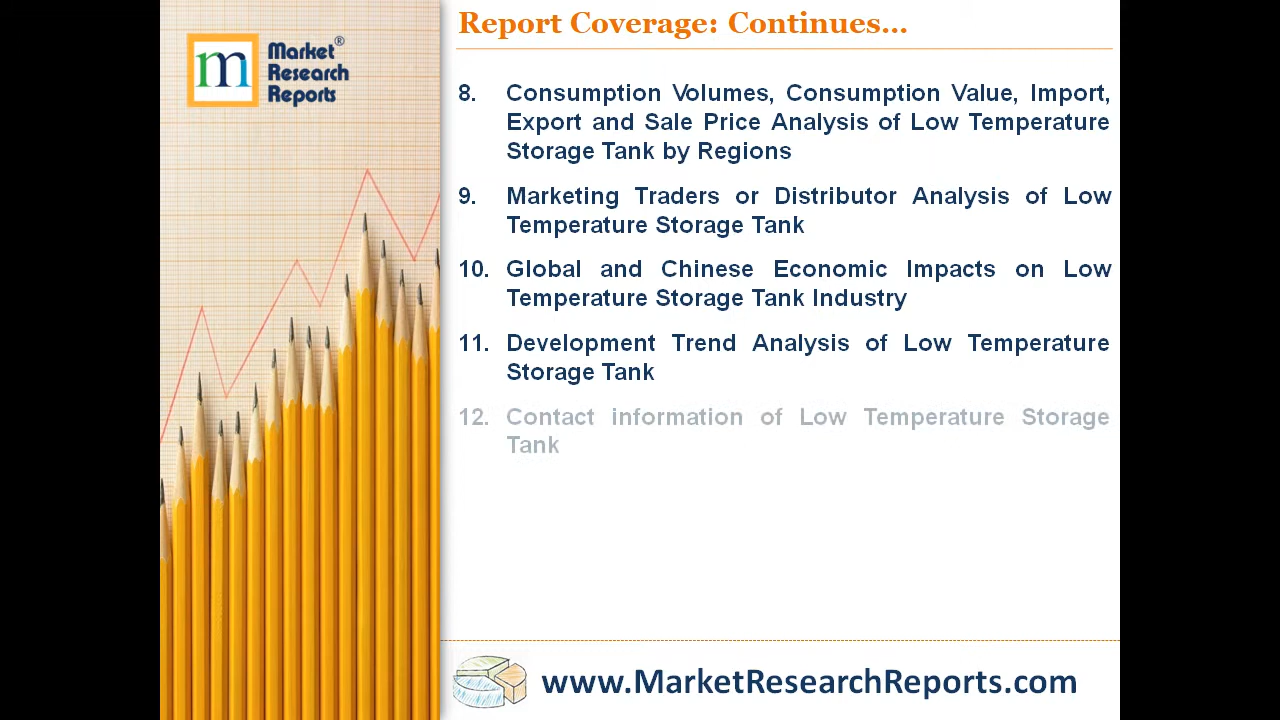 Report Coverage: Continues...
m
Market®
Research
Reports
8. Consumption Volumes, Consumption Value, Import,
Export and Sale Price Analysis of Low Temperature
Storage Tank by Regions
9. Marketing Traders or Distributor Analysis of Low
Temperature Storage Tank
10. Global and Chinese Economic Impacts on Low
Temperature Storage Tank Industry
11. Development Trend Analysis of Low Temperature
Storage Tank
12. Contact information of Low Temperature Storage
Tank
www.MarketResearchReports.com